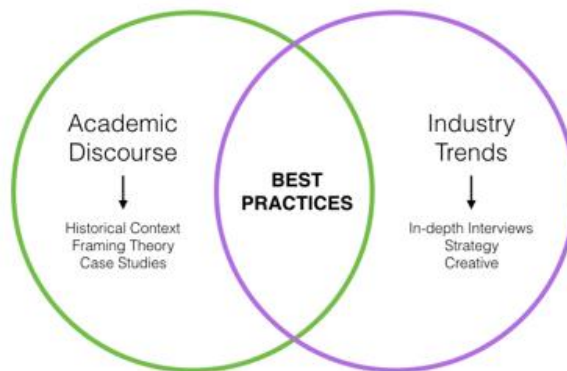 Academic
Discourse
Historical Context
Framing Theory
Case Studies
BEST
PRACTICES
Industry
Trends
In-depth Interviews
Strategy
Creative